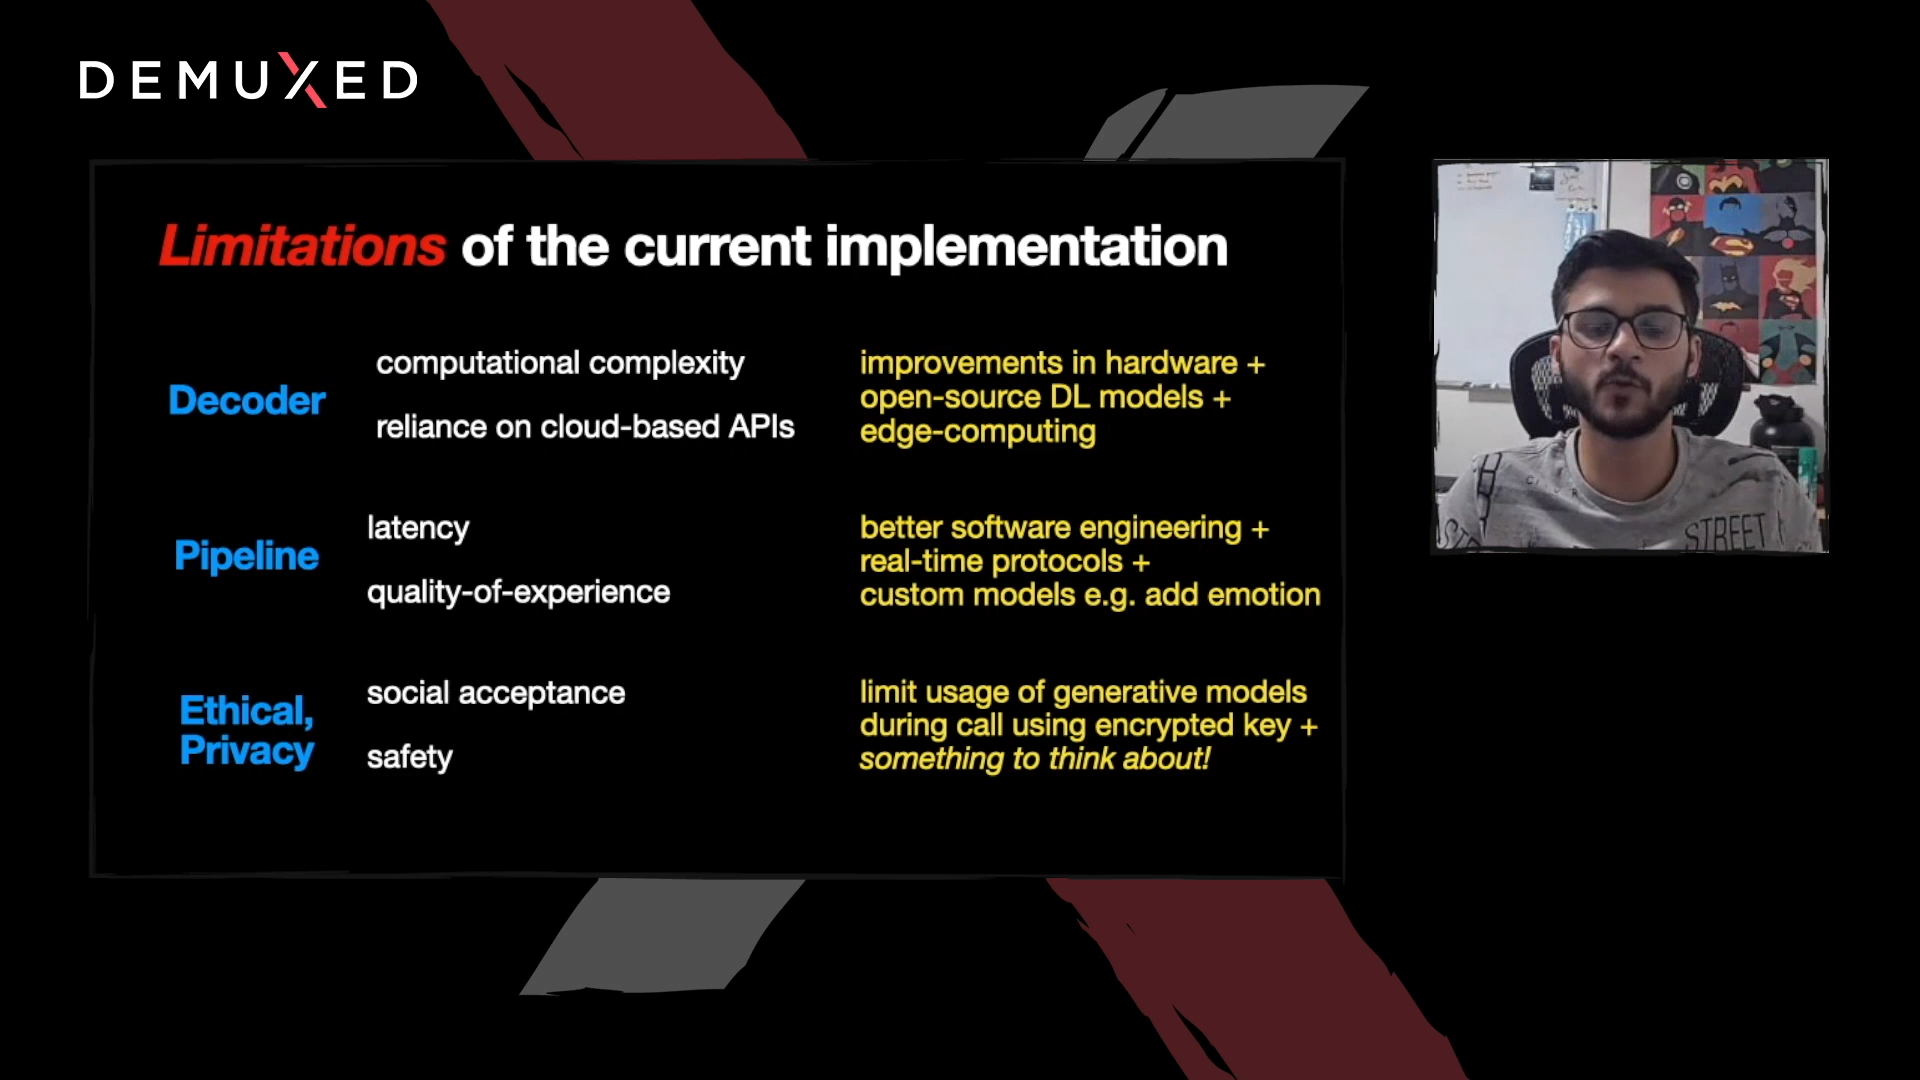 DEMUXED
Limitations of the current implementation
Decoder
computational complexity
reliance on cloud-based APIs
improvements in hardware +
open-source DL models +
edge-computing
Pipeline
latency
quality-of-experience
better software engineering +
real-time protocols +
custom models e.g. add emotion
Ethical,
Privacy
social acceptance
safety
limit usage of generative models
during call using encrypted key +
something to think about!
STREET